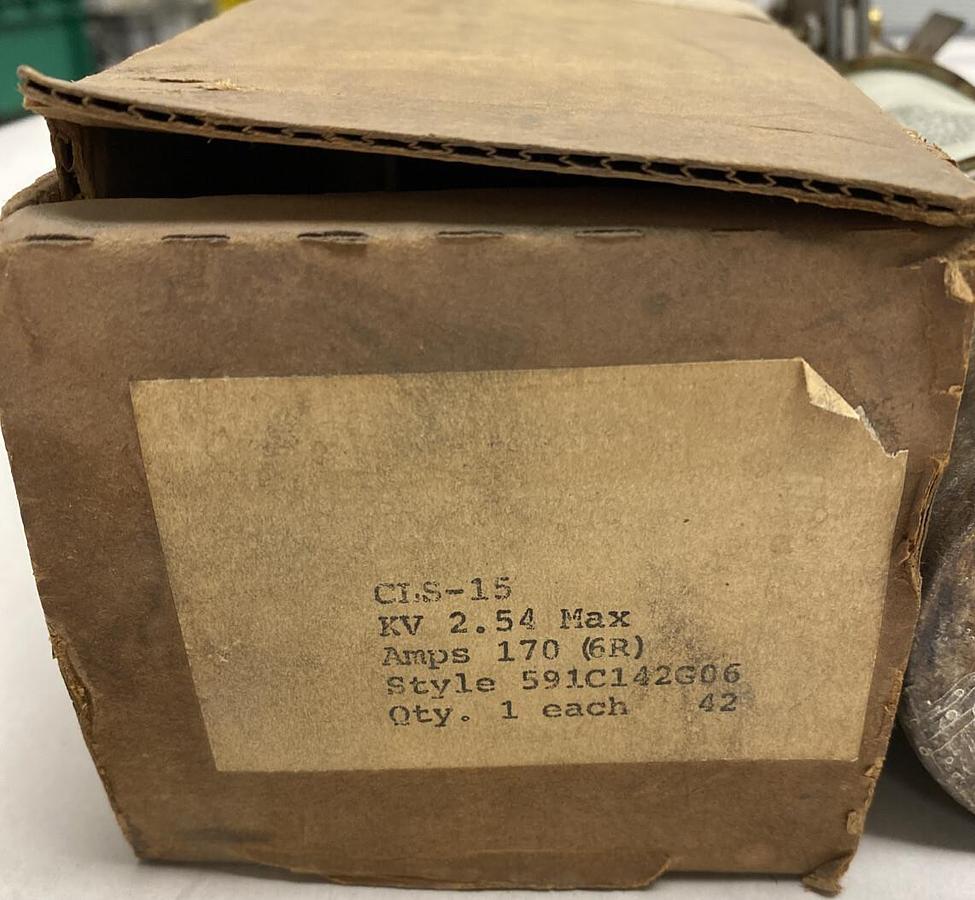 CLS-15
KV 2.54 Max
Amps 170 (6R)
Style 591C142G06
Qty. 1 each 42